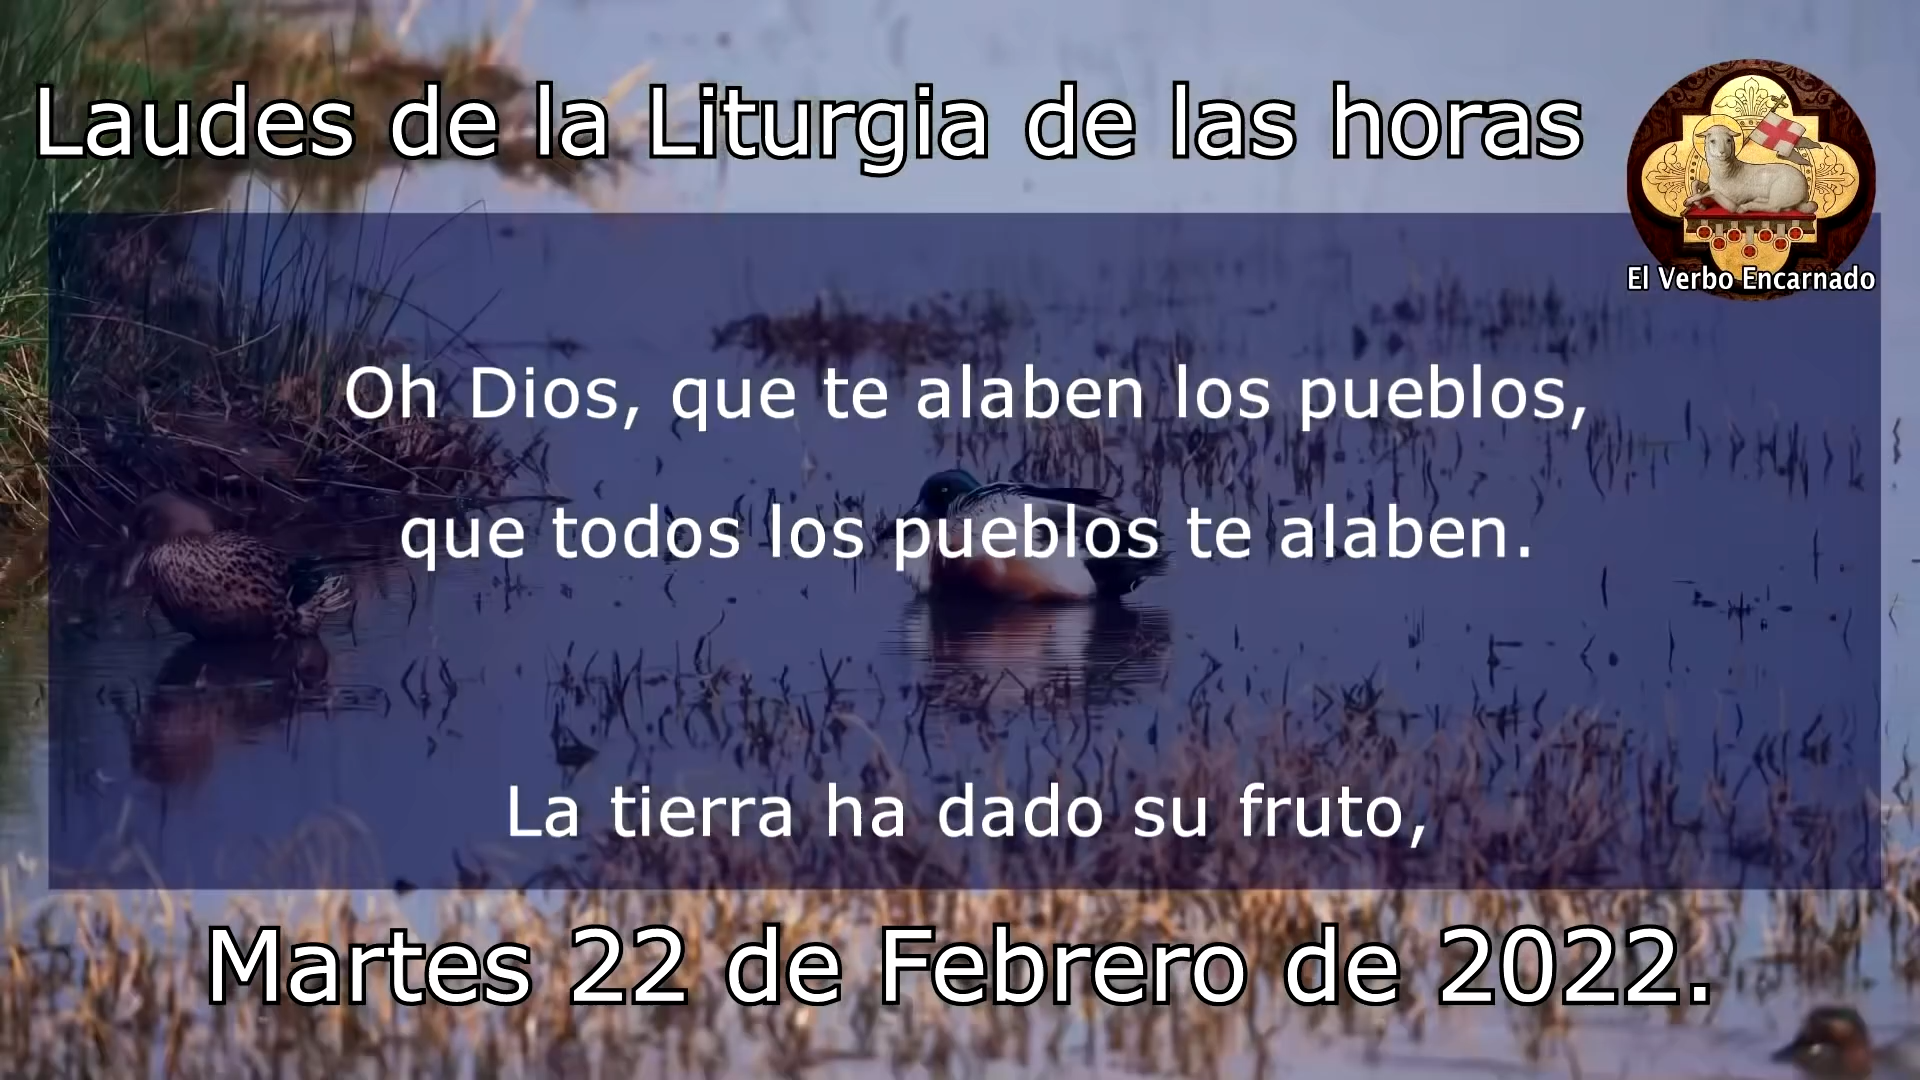 Laudes de la Liturgia de las horas
El Verbo Encarnado
Oh Dios, que te alaben los pueblos,
que todos los pueblos te alaben.
La tierra ha dado su fruto,
Martes 22 de Febrero de 2022.